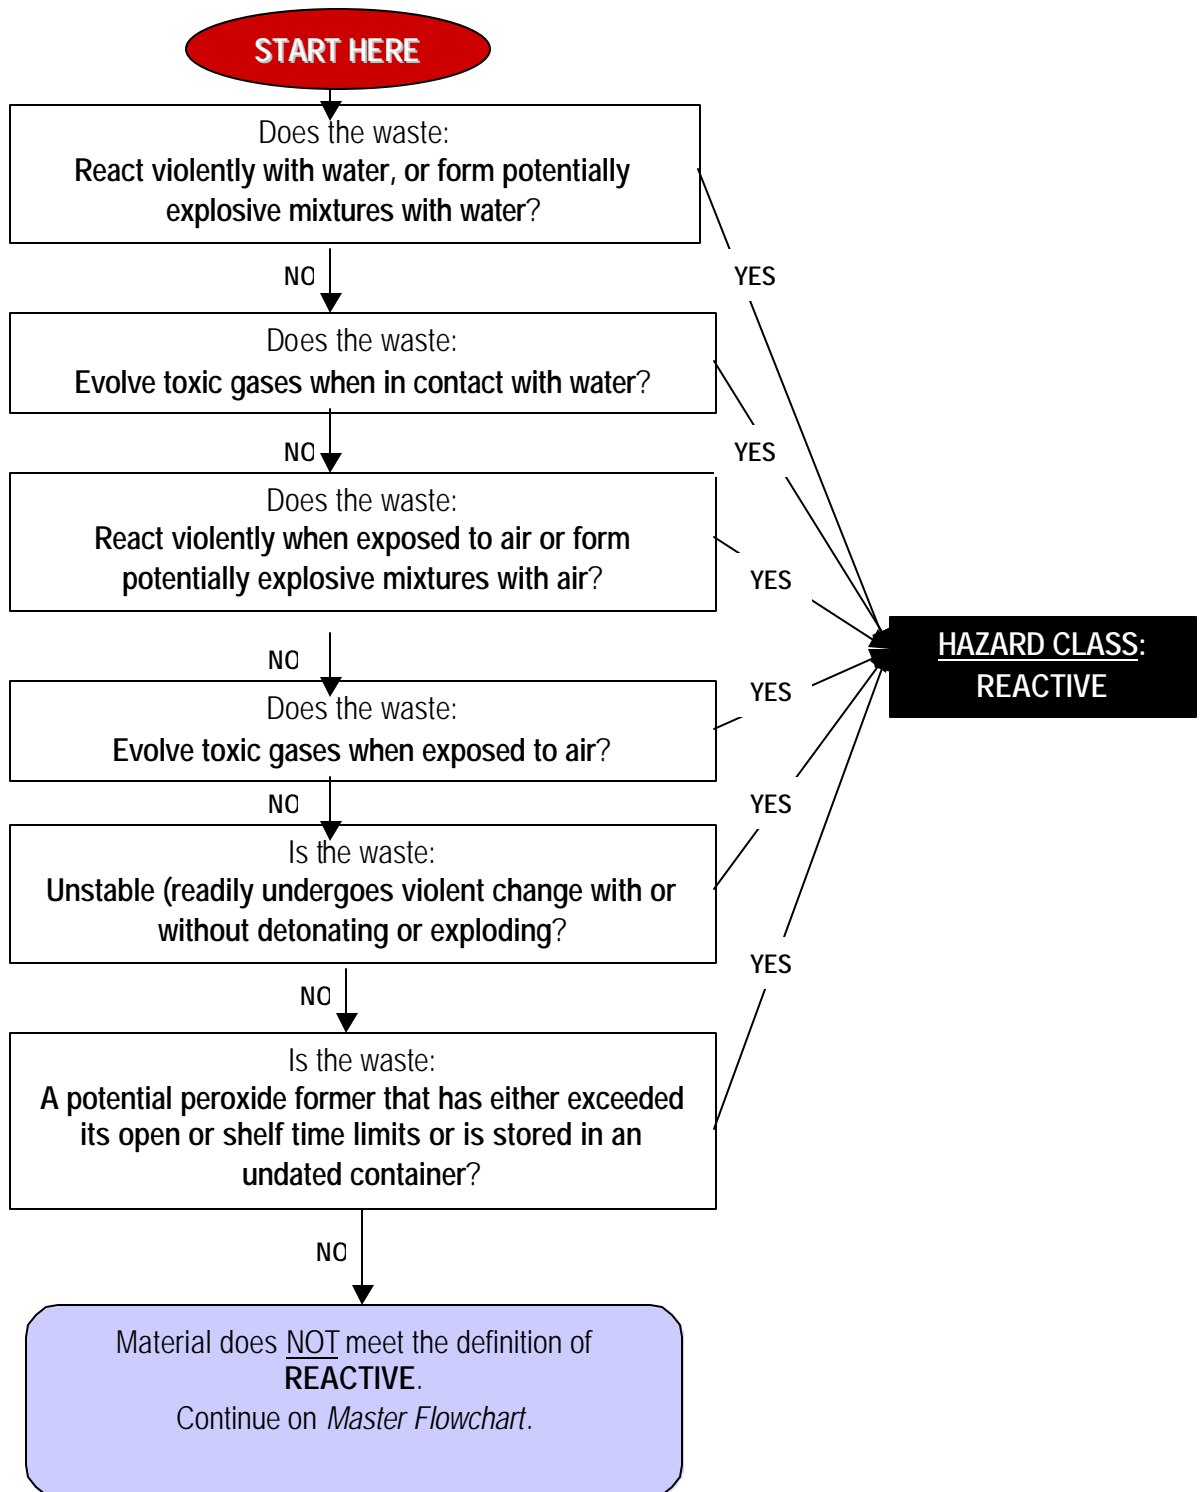 START HERE
Does the waste:
React violently with water, or form potentially
explosive mixtures with water?
NO
YES
Does the waste:
Evolve toxic gases when in contact with water?
NO
YES
Does the waste:
React violently when exposed to air or form
potentially explosive mixtures with air?
YES
NO
HAZARD CLASS:
REACTIVE
Does the waste:
Evolve toxic gases when exposed to air?
YES
NO
YES
Is the waste:
Unstable (readily undergoes violent change with or
without detonating or exploding?
YES
NO
Is the waste:
A potential peroxide former that has either exceeded
its open or shelf time limits or is stored in an
undated container?
NO
Material does NOT meet the definition of
REACTIVE.
Continue on Master Flowchart.